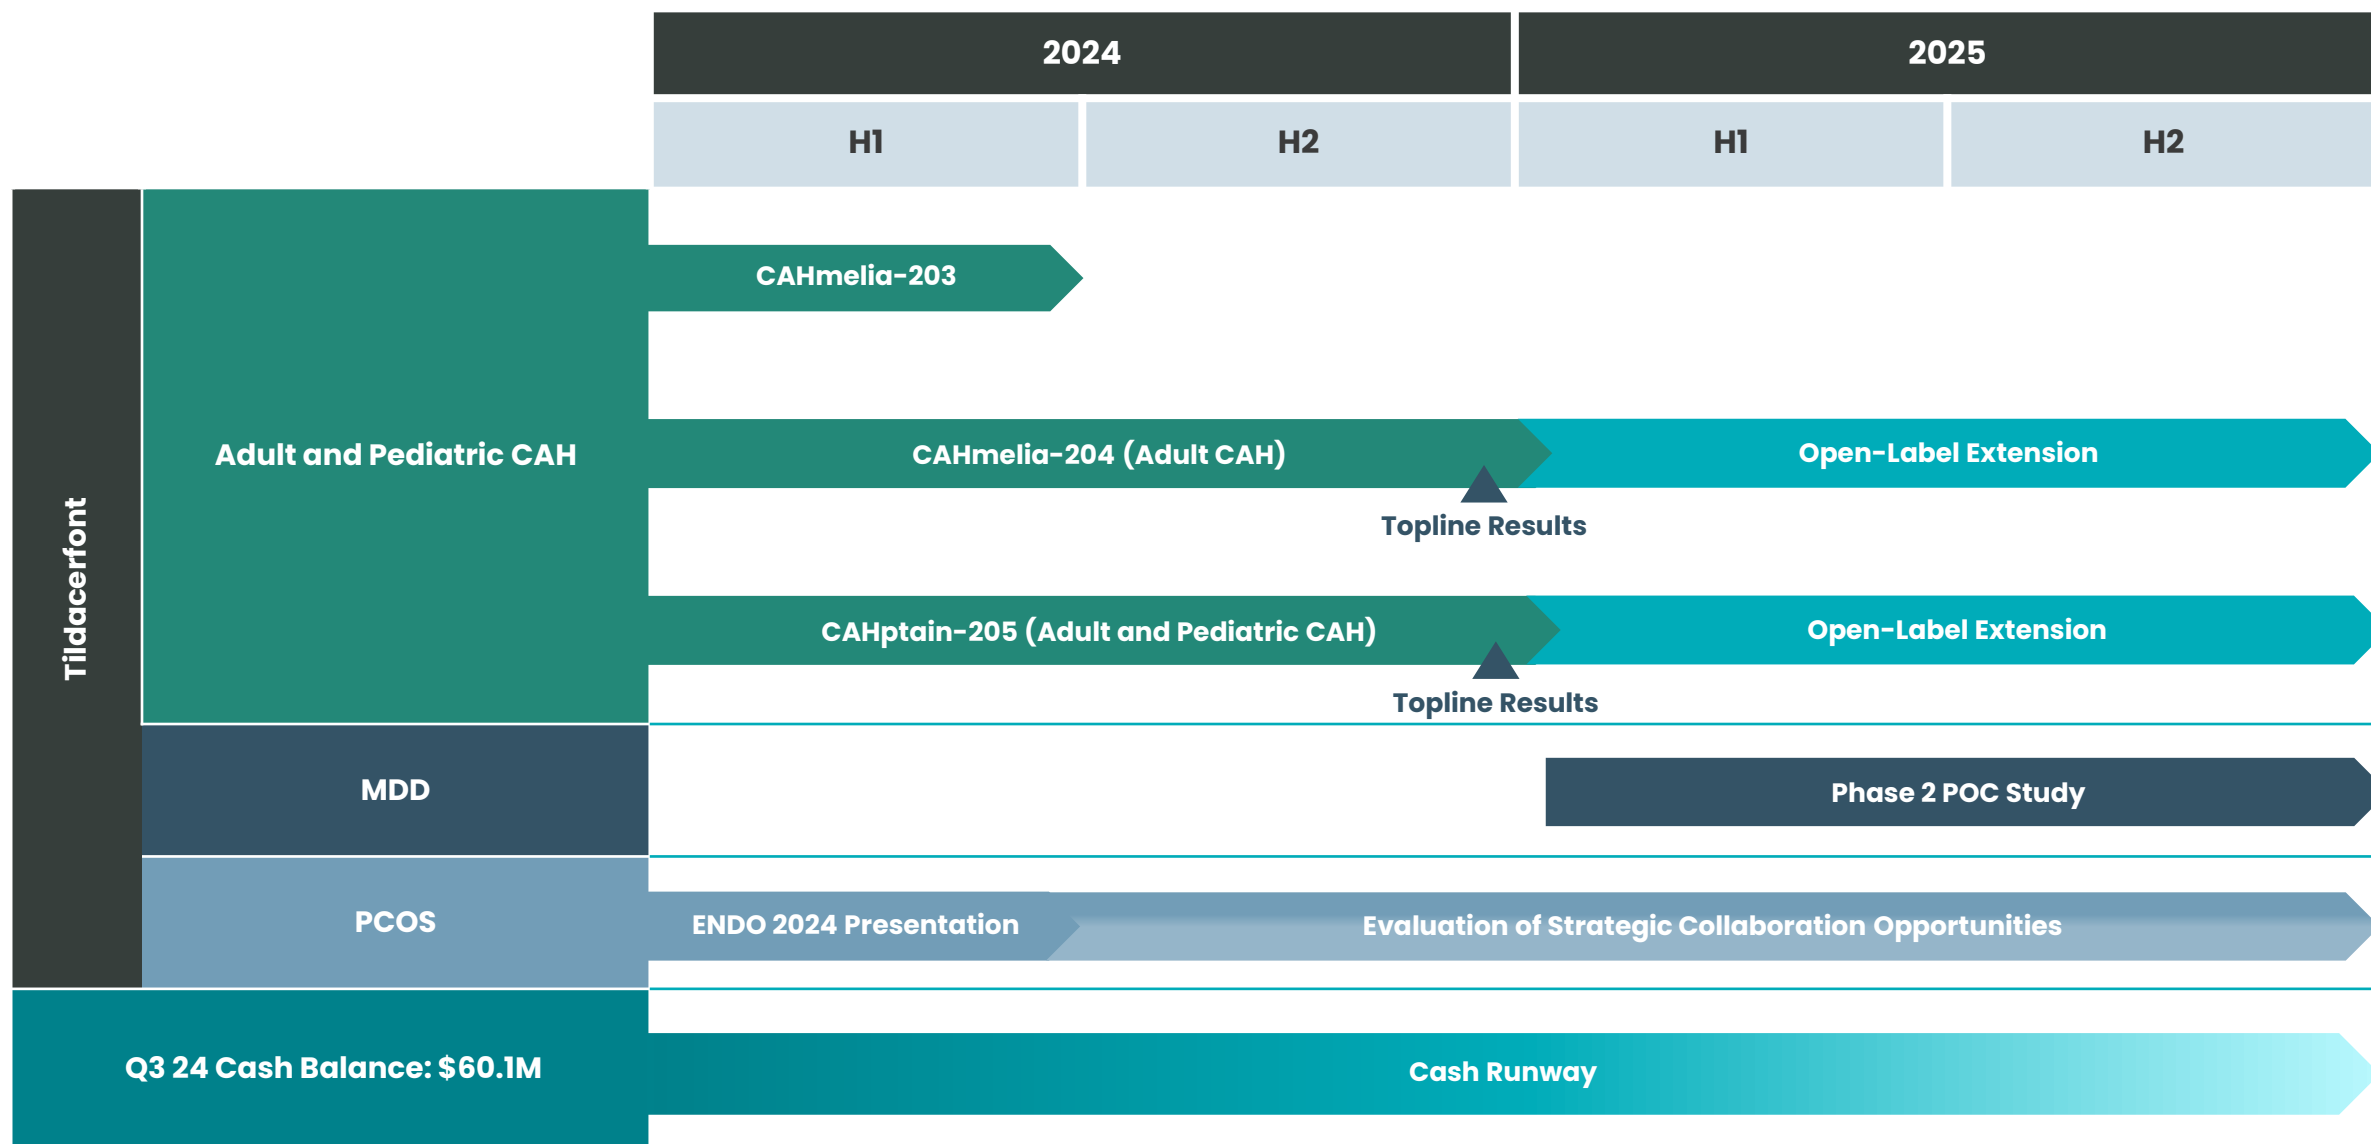 2024
2025
H1
H2
H1
H2
Tildacerfont
Adult and Pediatric CAH
CAHmelia-203
CAHmelia-204 (Adult CAH)
Open-Label Extension
Topline Results
CAHptain-205 (Adult and Pediatric CAH)
Open-Label Extension
Topline Results
MDD
Phase 2 POC Study
PCOS
ENDO 2024 Presentation
Evaluation of Strategic Collaboration Opportunities
Q3 24 Cash Balance: $60.1M
Cash Runway